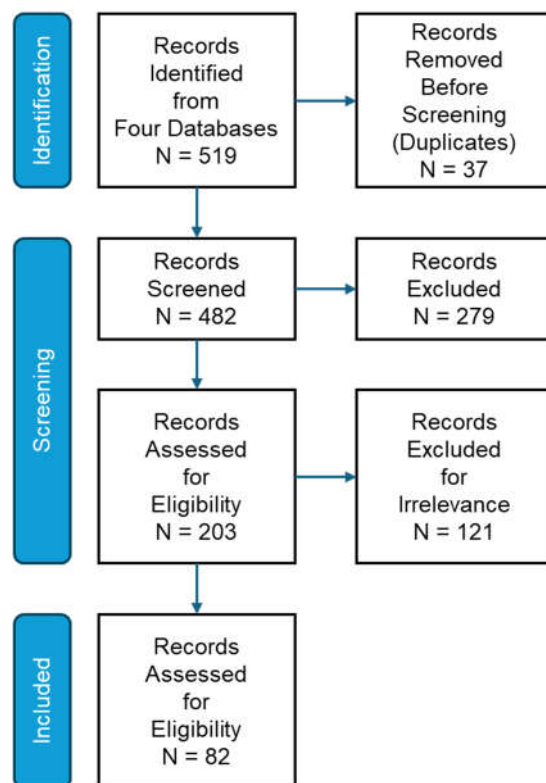 Identification
Records
Identified
from
Four Databases
N = 519
Records
Removed
Before
Screening
(Duplicates)
N = 37
Screening
Records
Screened
N = 482
Records
Excluded
N = 279
Records
Assessed
for
Eligibility
N = 203
Records
Excluded
for
Irrelevance
N = 121
Included
Records
Assessed
for
Eligibility
N = 82